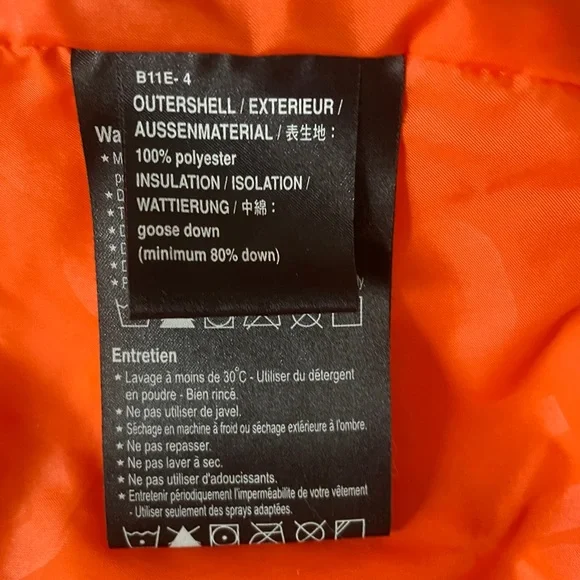 B11E- 4
OUTERSHELL / EXTERIEUR /
AUSSENMATERIAL / 表生地 :
100% polyester
INSULATION / ISOLATION /
WATTIERUNG / 中綿 :
goose down
(minimum 80% down)
Entretien
★ Lavage à moins de 30°C - Utiliser du détergent
en poudre - Bien rincé.
★ Ne pas utiliser de javel.
★ Séchage en machine à froid ou séchage extérieure à l'ombre.
★ Ne pas repasser.
★ Ne pas laver à sec.
★ Ne pas utiliser d'adoucissants.
★ Entretenir périodiquement l'imperméabilite de votre vêtement
- Utiliser seulement des sprays adaptées.